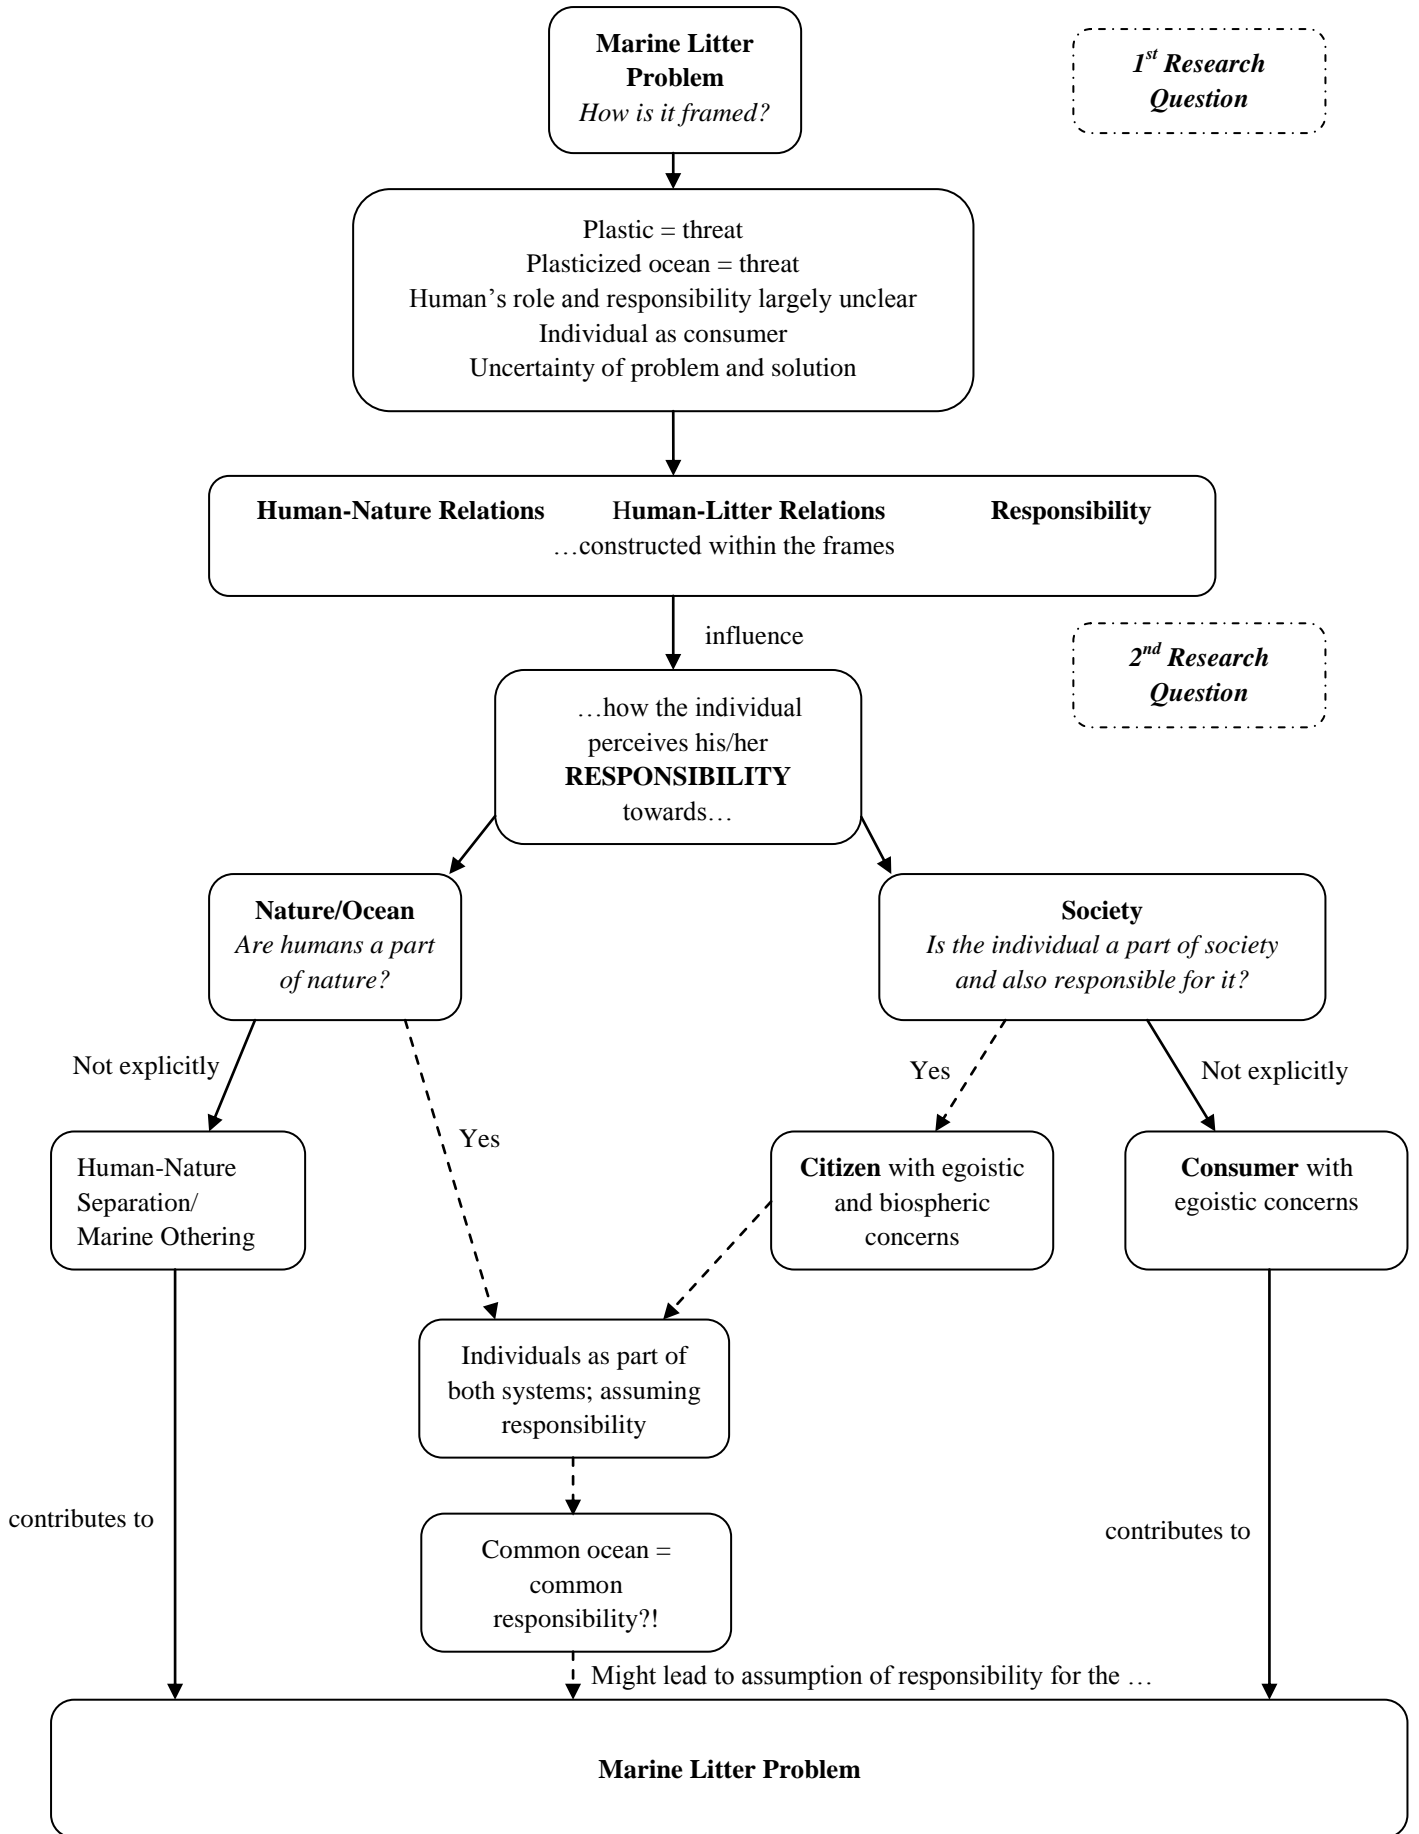 Marine Litter
Problem
How is it framed?
1st Research
Question
Plastic = threat
Plasticized ocean = threat
Human’s role and responsibility largely unclear
Individual as consumer
Uncertainty of problem and solution
Human-Nature Relations Human-Litter Relations Responsibility
…constructed within the frames
influence
2nd Research
Question
…how the individual
perceives his/her
RESPONSIBILITY
towards…
Nature/Ocean
Are humans a part
of nature?
Society
Is the individual a part of society
and also responsible for it?
Not explicitly
Yes
Yes
Not explicitly
Human-Nature
Separation/
Marine Othering
Citizen with egoistic
and biospheric
concerns
Consumer with
egoistic concerns
Individuals as part of
both systems; assuming
responsibility
contributes to
contributes to
Common ocean =
common
responsibility?!
Might lead to assumption of responsibility for the …
Marine Litter Problem